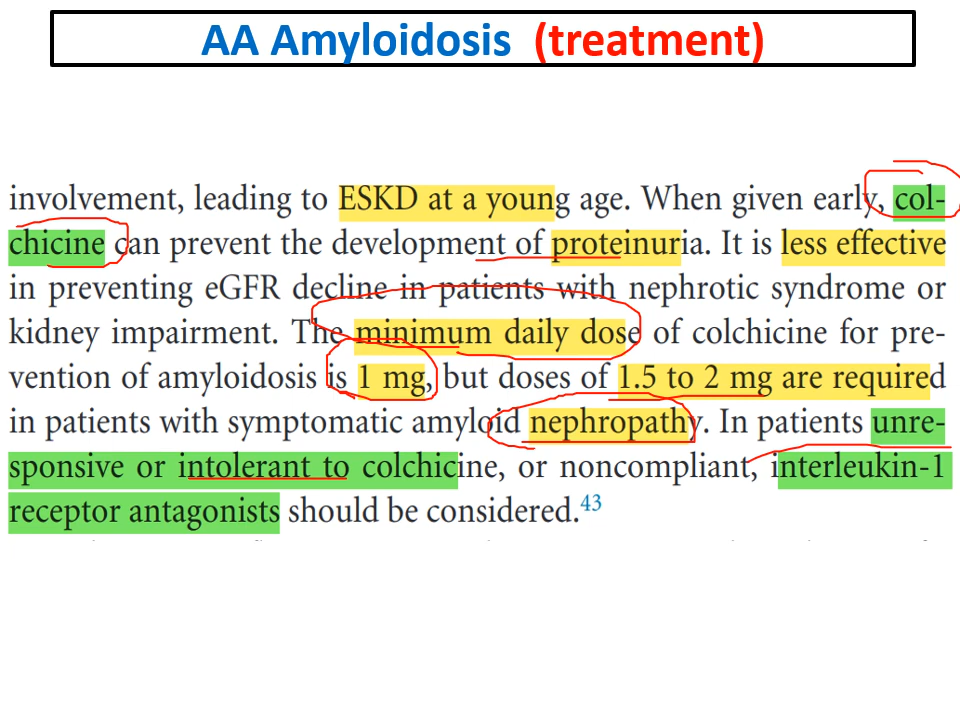 AA Amyloidosis (treatment)
involvement, leading to ESKD at a young age. When given early, col-
chicine can prevent the development of proteinuria. It is less effective
in preventing eGFR decline in patients with nephrotic syndrome or
kidney impairment. The minimum daily dose of colchicine for pre-
vention of amyloidosis is 1 mg, but doses of 1.5 to 2 mg are required
in patients with symptomatic amyloid nephropathy. In patients unre-
sponsive or intolerant to colchicine, or noncompliant, interleukin-1
receptor antagonists should be considered.43